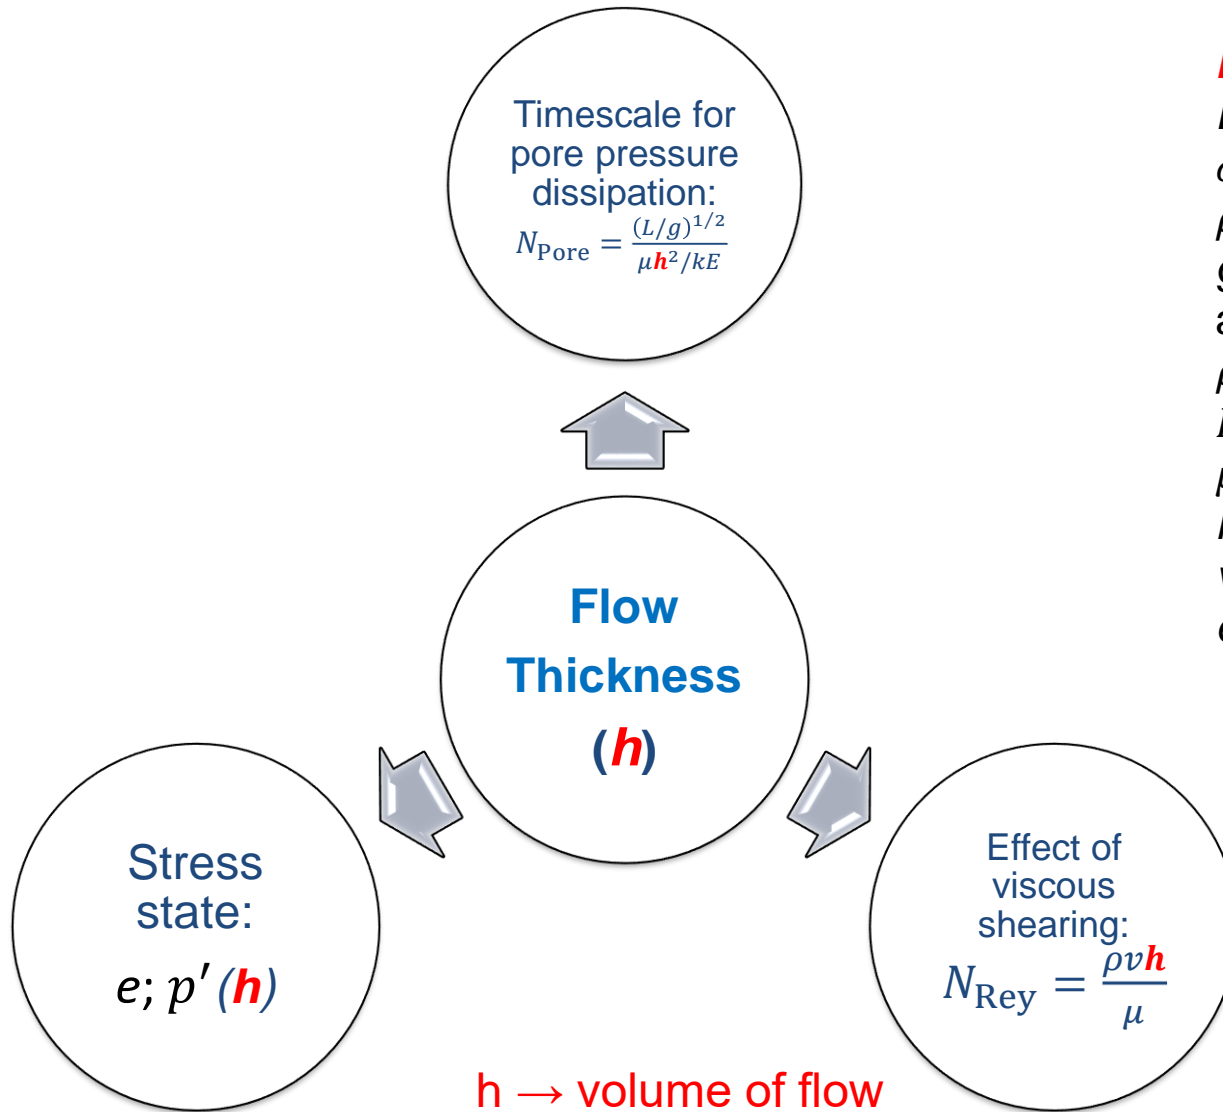 Timescale for
pore pressure
dissipation:
N_Pore = (L/g)^{1/2} / (μh²/kE)
Flow
Thickness
(h)
Stress
state:
e; p′(h)
Effect of
viscous
shearing:
N_Rey = ρvh / μ
h → volume of flow